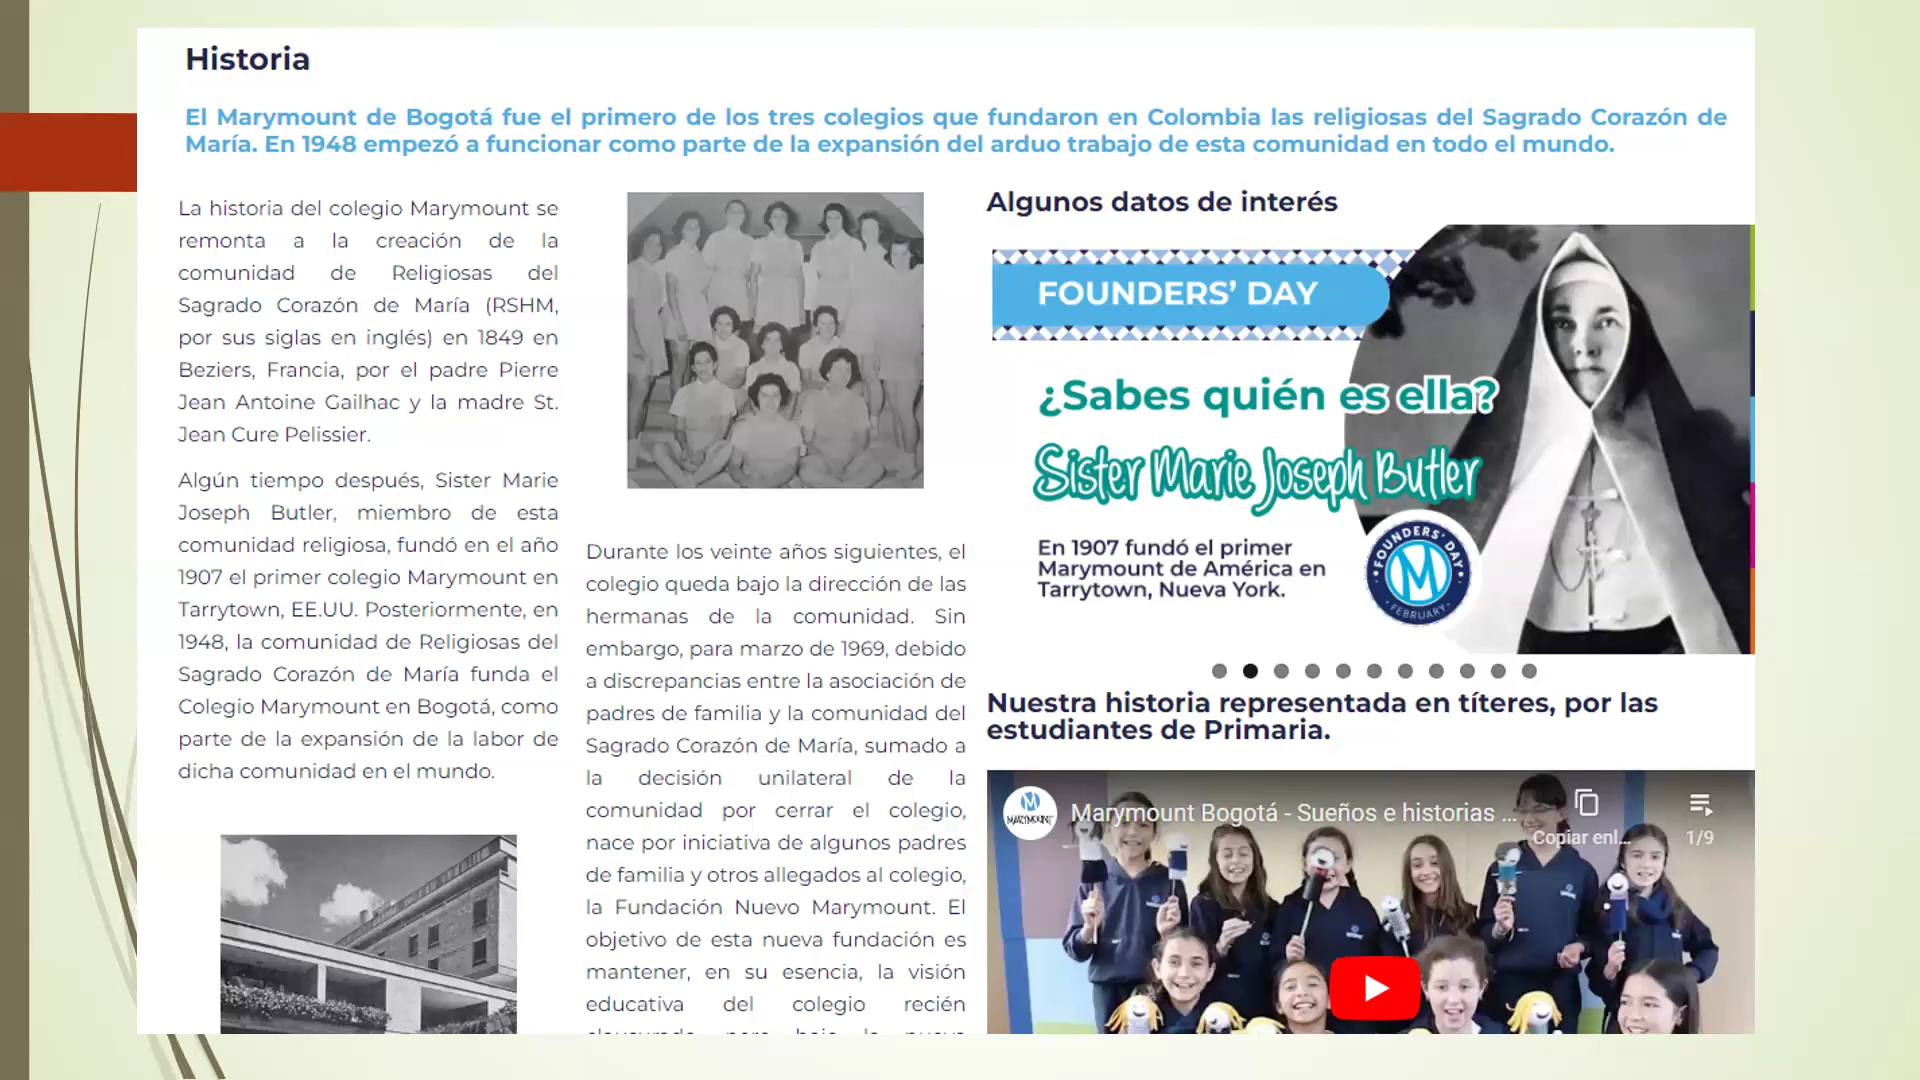 Historia
El Marymount de Bogotá fue el primero de los tres colegios que fundaron en Colombia las religiosas del Sagrado Corazón de
María. En 1948 empezó a funcionar como parte de la expansión del arduo trabajo de esta comunidad en todo el mundo.
La historia del colegio Marymount se
remonta a la creación de la
comunidad de Religiosas del
Sagrado Corazón de María (RSHM,
por sus siglas en inglés) en 1849 en
Beziers, Francia, por el padre Pierre
Jean Antoine Gailhac y la madre St.
Jean Cure Pelissier.
Algún tiempo después, Sister Marie
Joseph Butler, miembro de esta
comunidad religiosa, fundó en el año
1907 el primer colegio Marymount en
Tarrytown, EE.UU. Posteriormente, en
1948, la comunidad de Religiosas del
Sagrado Corazón de María funda el
Colegio Marymount en Bogotá, como
parte de la expansión de la labor de
dicha comunidad en el mundo.
Durante los veinte años siguientes, el
colegio queda bajo la dirección de las
hermanas de la comunidad. Sin
embargo, para marzo de 1969, debido
a discrepancias entre la asociación de
padres de familia y la comunidad del
Sagrado Corazón de María, sumado a
la decisión unilateral de la
comunidad por cerrar el colegio,
nace por iniciativa de algunos padres
de familia y otros allegados al colegio,
la Fundación Nuevo Marymount. El
objetivo de esta nueva fundación es
mantener, en su esencia, la visión
educativa del colegio recién
Algunos datos de interés
FOUNDERS' DAY
¿Sabes quién es ella?
Sister Marie Joseph Butler
En 1907 fundó el primer
Marymount de América en
Tarrytown, Nueva York.
FOUNDERS' DAY
M
FEBRUARY
Nuestra historia representada en títeres, por las
estudiantes de Primaria.
MARYMOUNT
Marymount Bogotá - Sueños e historias ...
Copiar enl...
1/9